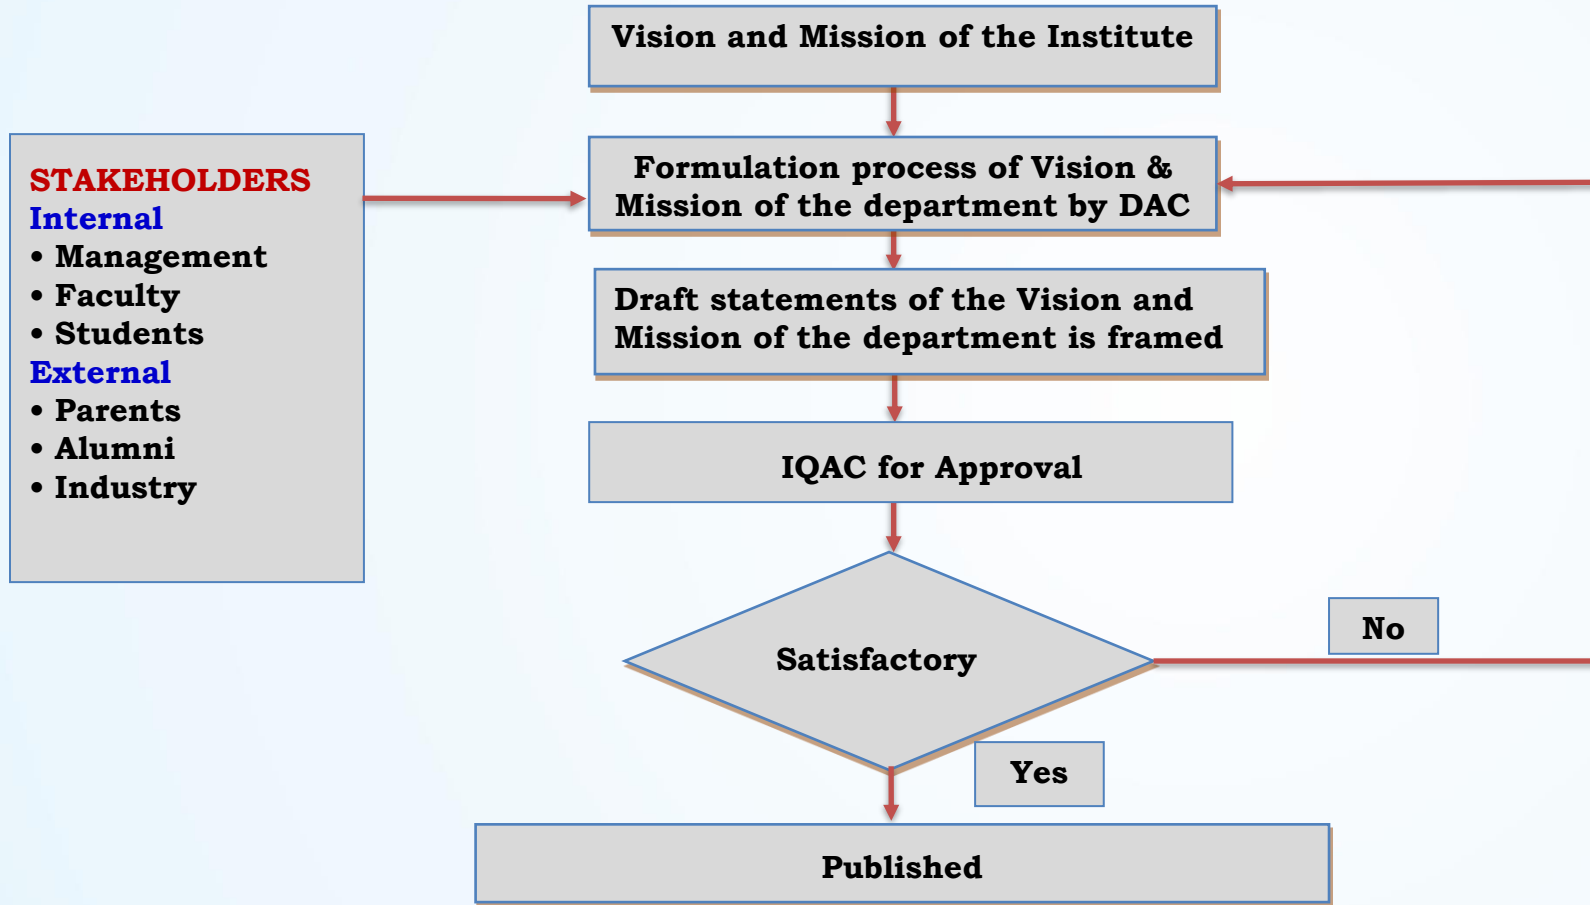 Vision and Mission of the Institute
STAKEHOLDERS
Internal
• Management
• Faculty
• Students
External
• Parents
• Alumni
• Industry
Formulation process of Vision &
Mission of the department by DAC
Draft statements of the Vision and
Mission of the department is framed
IQAC for Approval
Satisfactory
No
Yes
Published